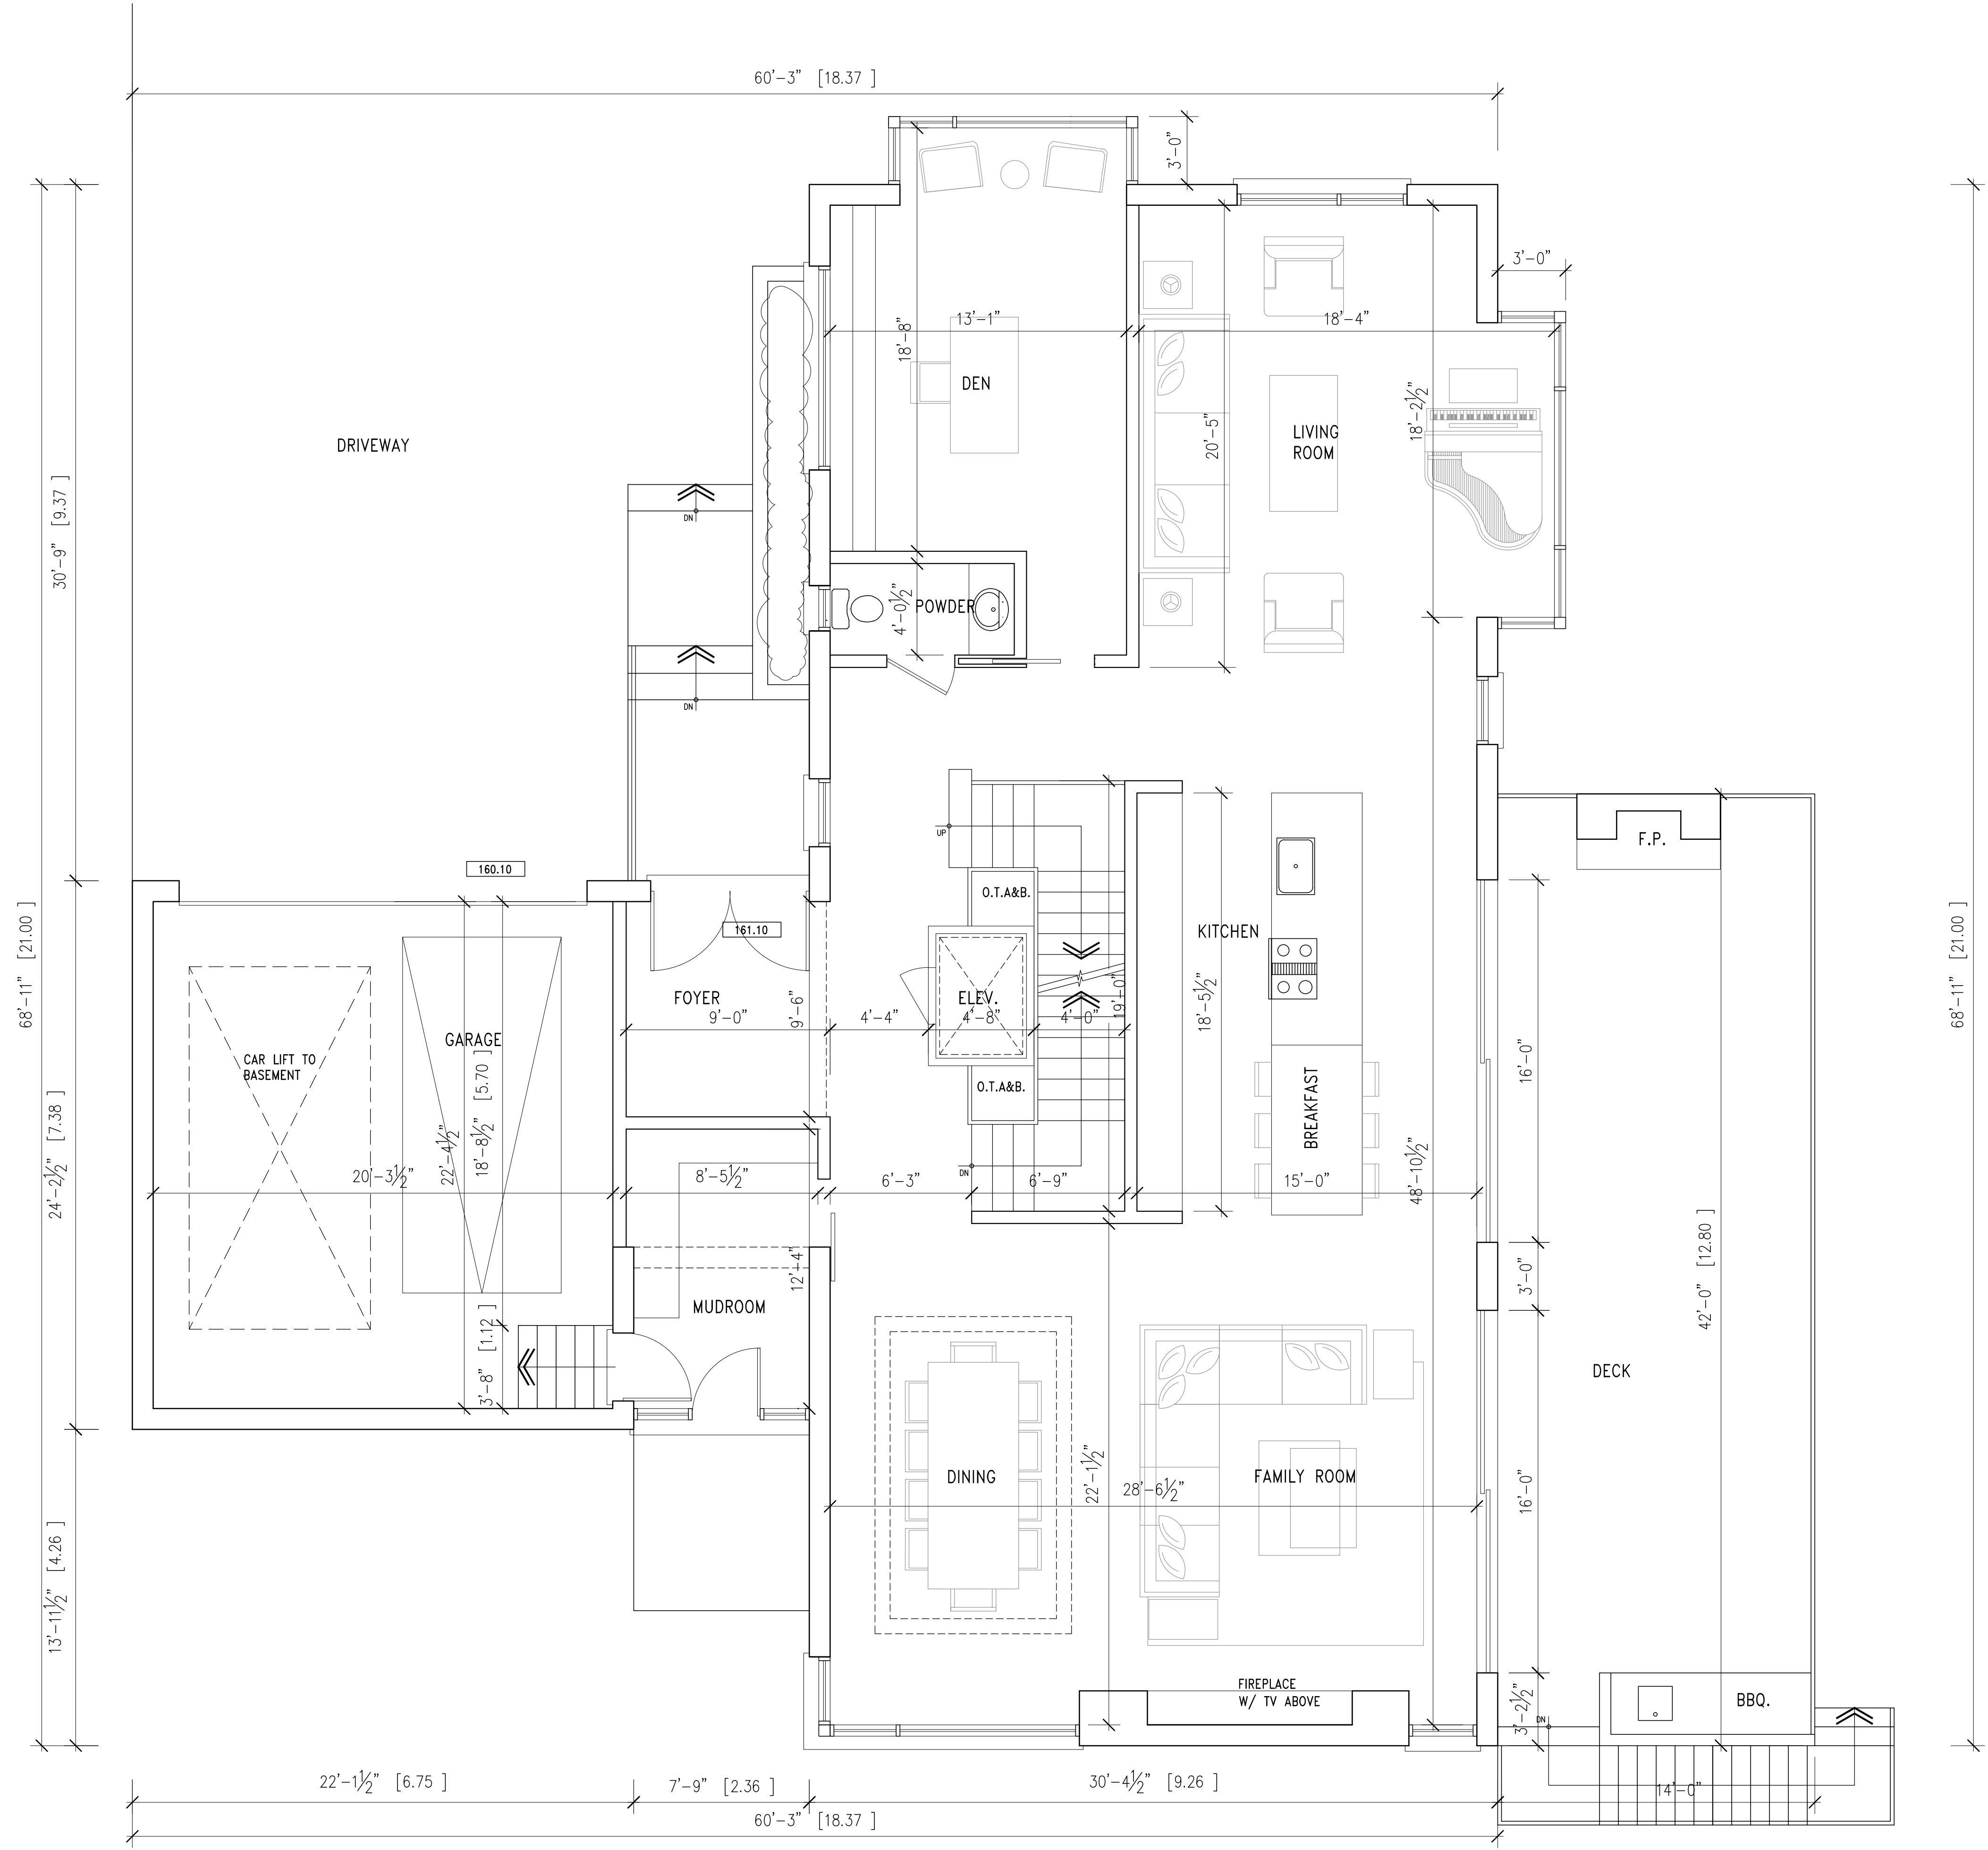 60'-3" [18.37 ]
3'-0"
3'-0"
13'-1"
18'-4"
18'-8"
DEN
18'-2½"
LIVING
ROOM
20'-5"
DRIVEWAY
30'-9" [9.37 ]
DN
4'-0½"
POWDER
DN
UP
F.P.
160.10
O.T.A&B.
161.10
KITCHEN
68'-11" [21.00 ]
68'-11" [21.00 ]
FOYER
ELEV.
9'-0"
9'-6"
4'-4"
4'-8"
4'-0"
19'-0"
18'-5½"
GARAGE
CAR LIFT TO
BASEMENT
16'-0"
O.T.A&B.
BREAKFAST
24'-2½" [7.38 ]
22'-4½"
18'-8½" [5.70 ]
20'-3½"
8'-5½"
6'-3"
DN
6'-9"
15'-0"
48'-10½"
12'-4"
3'-0"
42'-0" [12.80 ]
MUDROOM
3'-8" [1.12 ]
DECK
DINING
22'-1½"
FAMILY ROOM
28'-6½"
16'-0"
13'-11½" [4.26 ]
FIREPLACE
W/ TV ABOVE
BBQ.
3'-2½"
DN
22'-1½" [6.75 ]
7'-9" [2.36 ]
30'-4½" [9.26 ]
14'-0"
60'-3" [18.37 ]